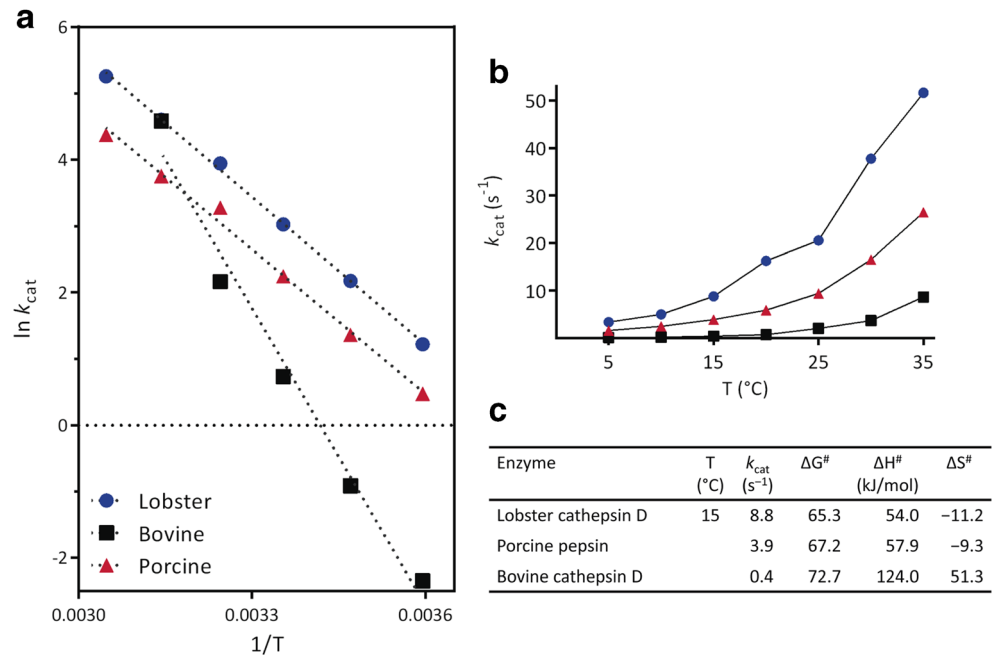 a
6
4
2
0
-2
ln kcat
0.0030 0.0033 0.0036
1/T
Lobster
Bovine
Porcine
b
50
40
30
20
10
kcat (s⁻¹)
5 15 25 35
T (°C)
c
Enzyme T kcat ΔG# ΔH# ΔS#
(°C) (s⁻¹) (kJ/mol)
Lobster cathepsin D 15 8.8 65.3 54.0 −11.2
Porcine pepsin 3.9 67.2 57.9 −9.3
Bovine cathepsin D 0.4 72.7 124.0 51.3